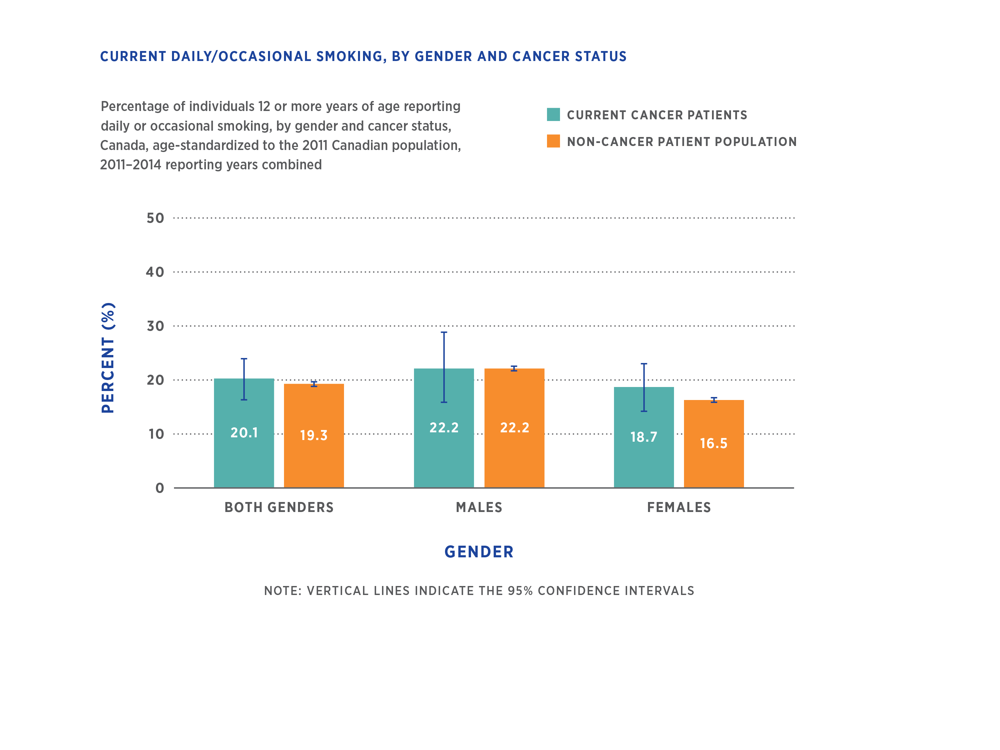 CURRENT DAILY/OCCASIONAL SMOKING, BY GENDER AND CANCER STATUS
Percentage of individuals 12 or more years of age reporting
daily or occasional smoking, by gender and cancer status,
Canada, age-standardized to the 2011 Canadian population,
2011–2014 reporting years combined
CURRENT CANCER PATIENTS
NON-CANCER PATIENT POPULATION
PERCENT (%)
50
40
30
20
10
0
20.1
19.3
22.2
22.2
18.7
16.5
BOTH GENDERS
MALES
FEMALES
GENDER
NOTE: VERTICAL LINES INDICATE THE 95% CONFIDENCE INTERVALS